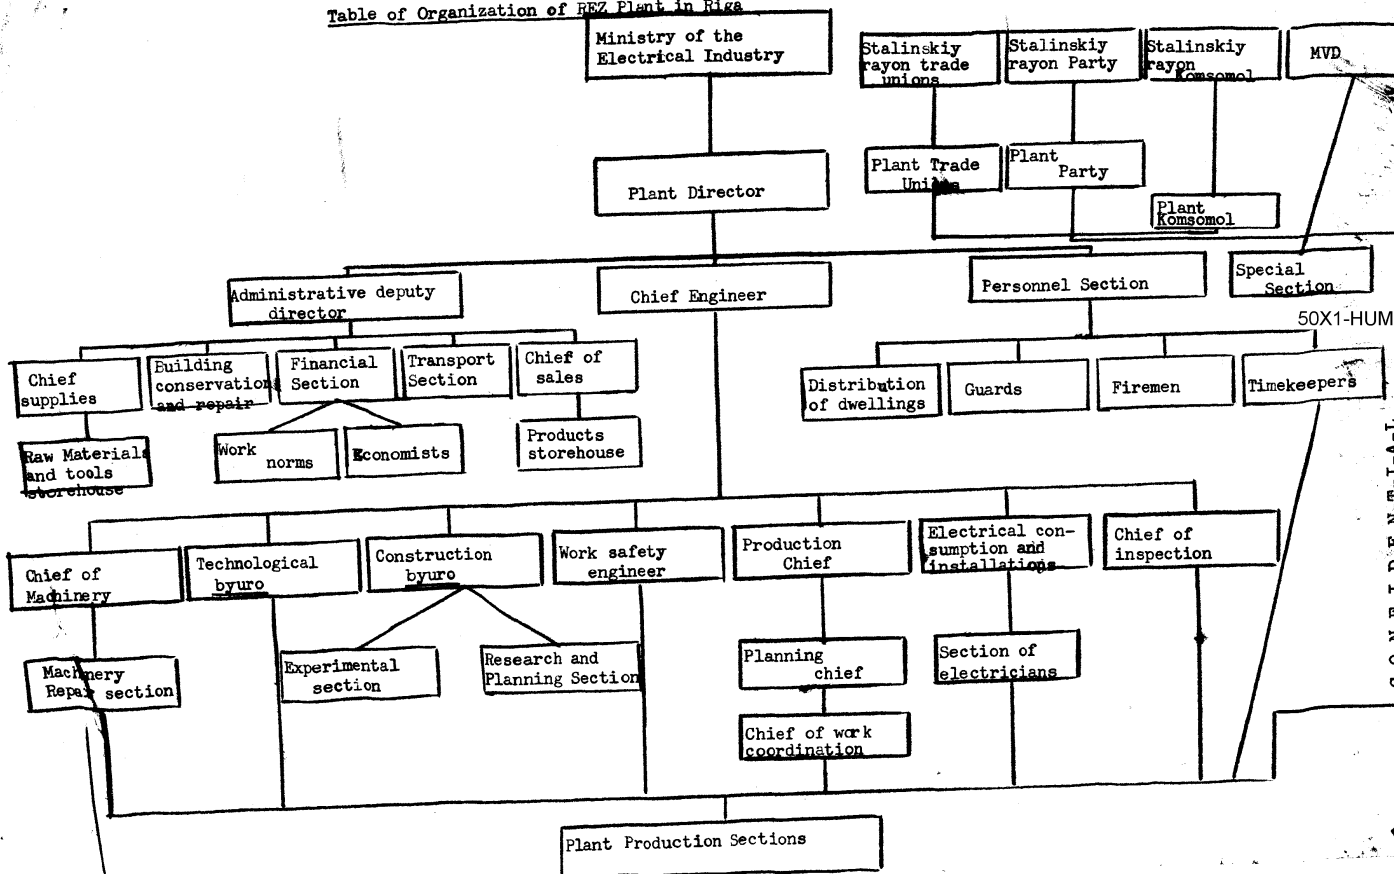 Table of Organization of REZ Plant in Riga
Ministry of the
Electrical Industry
Stalinskiy
rayon trade
unions
Stalinskiy
rayon Party
Stalinskiy
rayon
Komsomol
MVD
Plant Director
Plant Trade
Unions
Plant
Party
Plant
Komsomol
Administrative deputy
director
Chief Engineer
Personnel Section
Special
Section
50X1-HUM
Chief
supplies
Building
conservation
and repair
Financial
Section
Transport
Section
Chief of
sales
Distribution
of dwellings
Guards
Firemen
Timekeepers
Raw Materials
and tools
storehouse
Work
norms
Economists
Products
storehouse
Chief of
Machinery
Technological
byuro
Construction
byuro
Work safety
engineer
Production
Chief
Electrical con-
sumption and
installations
Chief of
inspection
Machinery
Repair section
Experimental
section
Research and
Planning Section
Planning
chief
Section of
electricians
Chief of work
coordination
Plant Production Sections
C-O-N-F-I-D-E-N-T-I-A-L